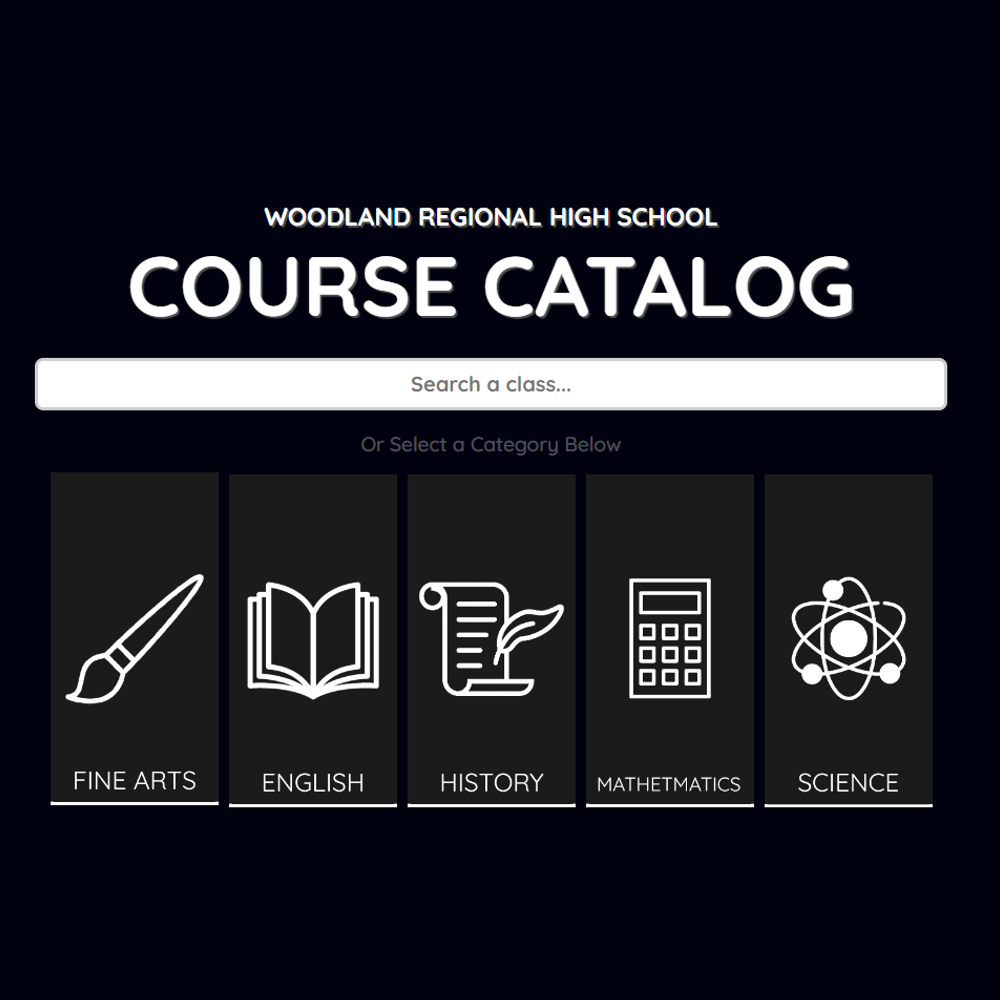 WOODLAND REGIONAL HIGH SCHOOL
COURSE CATALOG
Search a class...
Or Select a Category Below
FINE ARTS
ENGLISH
HISTORY
MATHETMATICS
SCIENCE